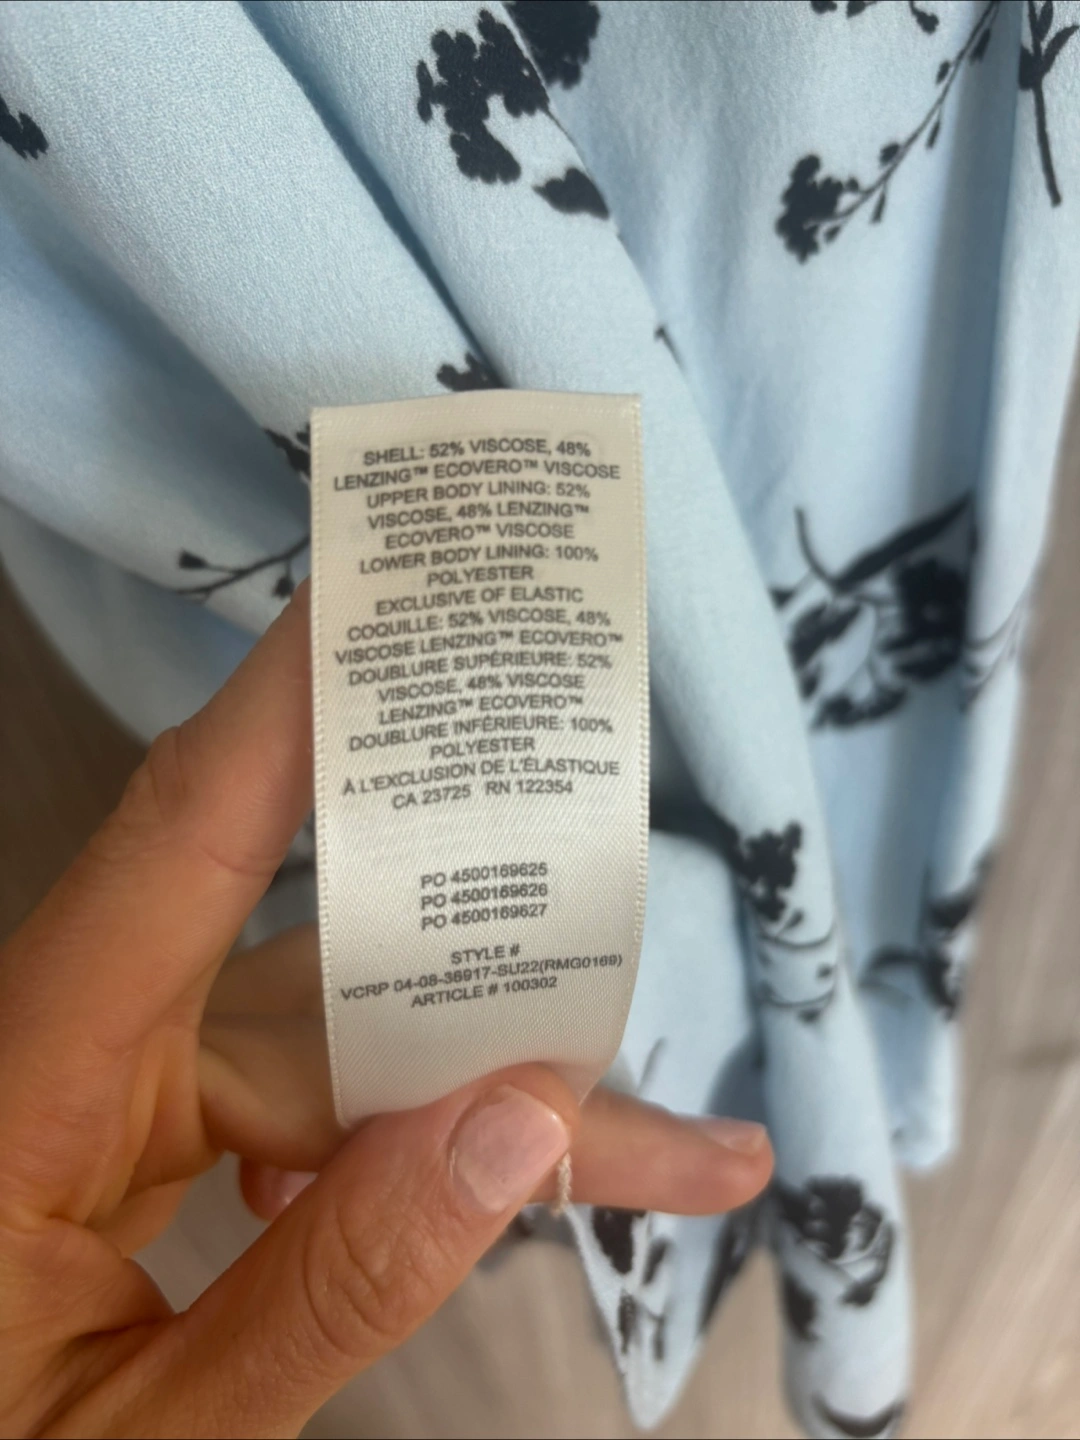 SHELL: 52% VISCOSE, 48%
LENZING™ ECOVERO™ VISCOSE
UPPER BODY LINING: 52%
VISCOSE, 48% LENZING™
ECOVERO™ VISCOSE
LOWER BODY LINING: 100%
POLYESTER
EXCLUSIVE OF ELASTIC
COQUILLE: 52% VISCOSE, 48%
VISCOSE LENZING™ ECOVERO™
DOUBLURE SUPÉRIEURE: 52%
VISCOSE, 48% VISCOSE
LENZING™ ECOVERO™
DOUBLURE INFÉRIEURE: 100%
POLYESTER
À L'EXCLUSION DE L'ÉLASTIQUE
CA 23725 RN 122354
PO 4500169625
PO 4500169626
PO 4500169627
STYLE #
VCRP 04-08-36917-SU22(RMG0169)
ARTICLE # 100302